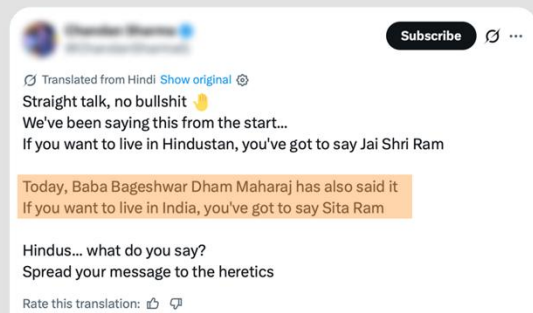 Subscribe
Translated from Hindi Show original
Straight talk, no bullshit 🤚
We've been saying this from the start...
If you want to live in Hindustan, you've got to say Jai Shri Ram
Today, Baba Bageshwar Dham Maharaj has also said it
If you want to live in India, you've got to say Sita Ram
Hindus... what do you say?
Spread your message to the heretics
Rate this translation: